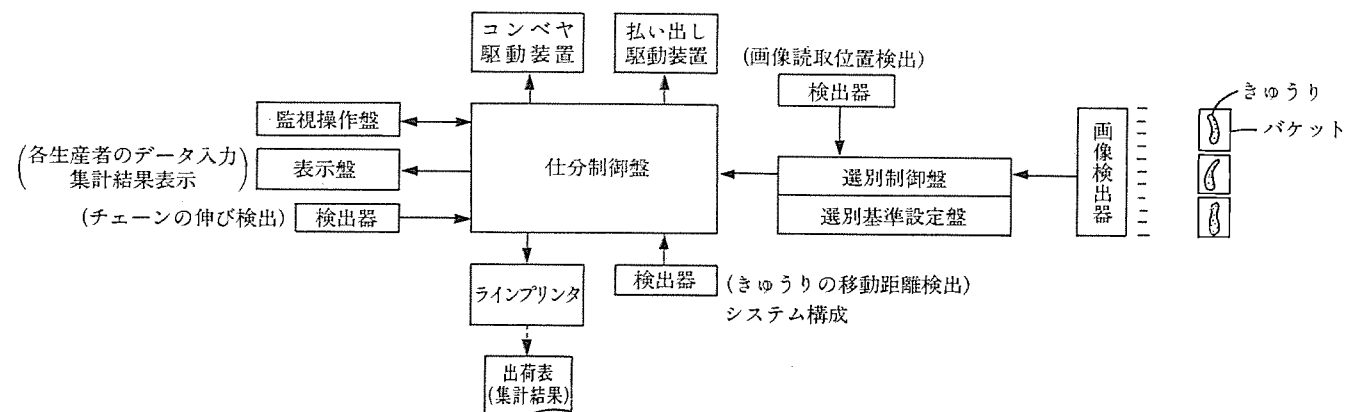 コンベヤ
駆動装置
払い出し
駆動装置
(画像読取位置検出)
検出器
きゅうり
バケット
監視操作盤
(各生産者のデータ入力
集計結果表示)
表示盤
(チェーンの伸び検出)
検出器
仕分制御盤
選別制御盤
選別基準設定盤
画像検出器
ラインプリンタ
検出器
(きゅうりの移動距離検出)
システム構成
出荷表
(集計結果)